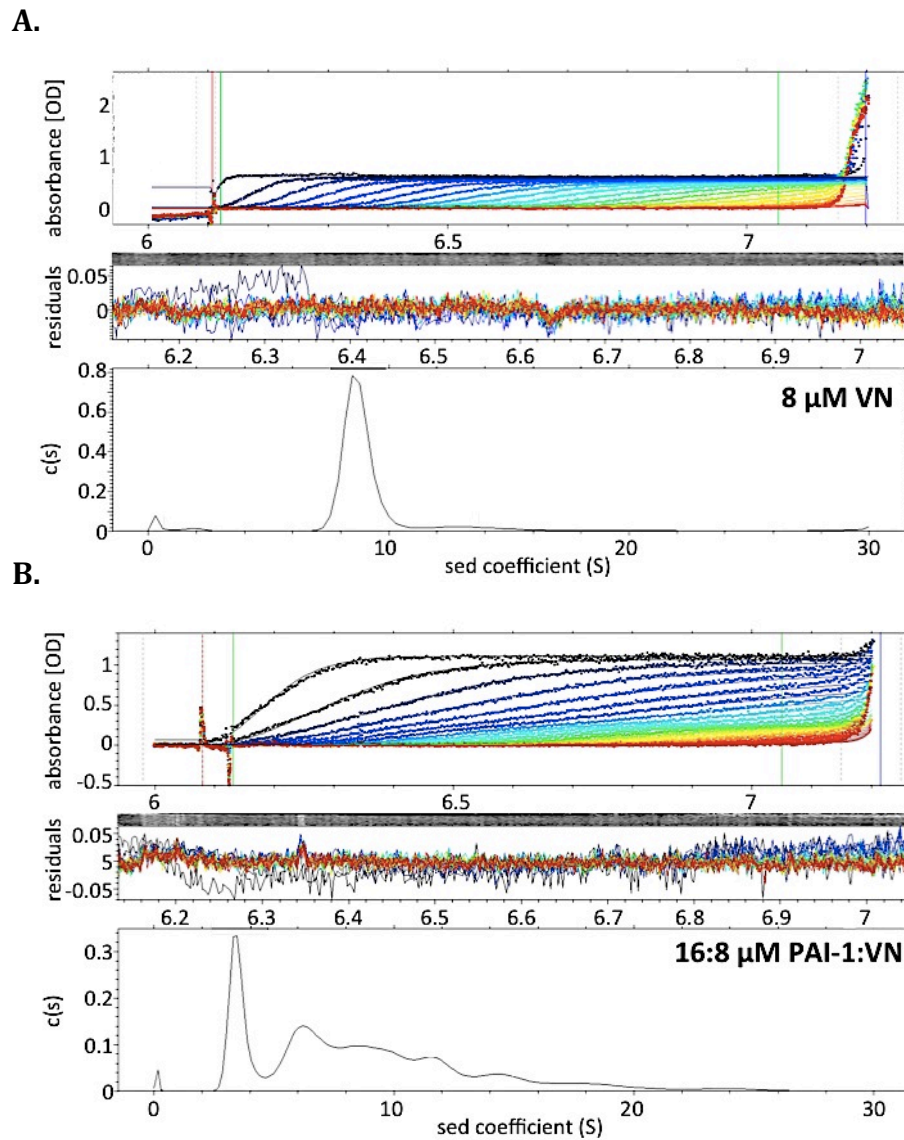 A.
absorbance [OD]
2
1
0
6 6.5 7
residuals
0.05
0
6.2 6.3 6.4 6.5 6.6 6.7 6.8 6.9 7
c(s)
0.8
0.6
0.4
0.2
0
8 µM VN
0 10 20 30
sed coefficient (S)
B.
absorbance [OD]
1
0.5
0
-0.5
6 6.5 7
residuals
0.05
5
-0.05
6.2 6.3 6.4 6.5 6.6 6.7 6.8 6.9 7
c(s)
0.3
0.2
0.1
0
16:8 µM PAI-1:VN
0 10 20 30
sed coefficient (S)